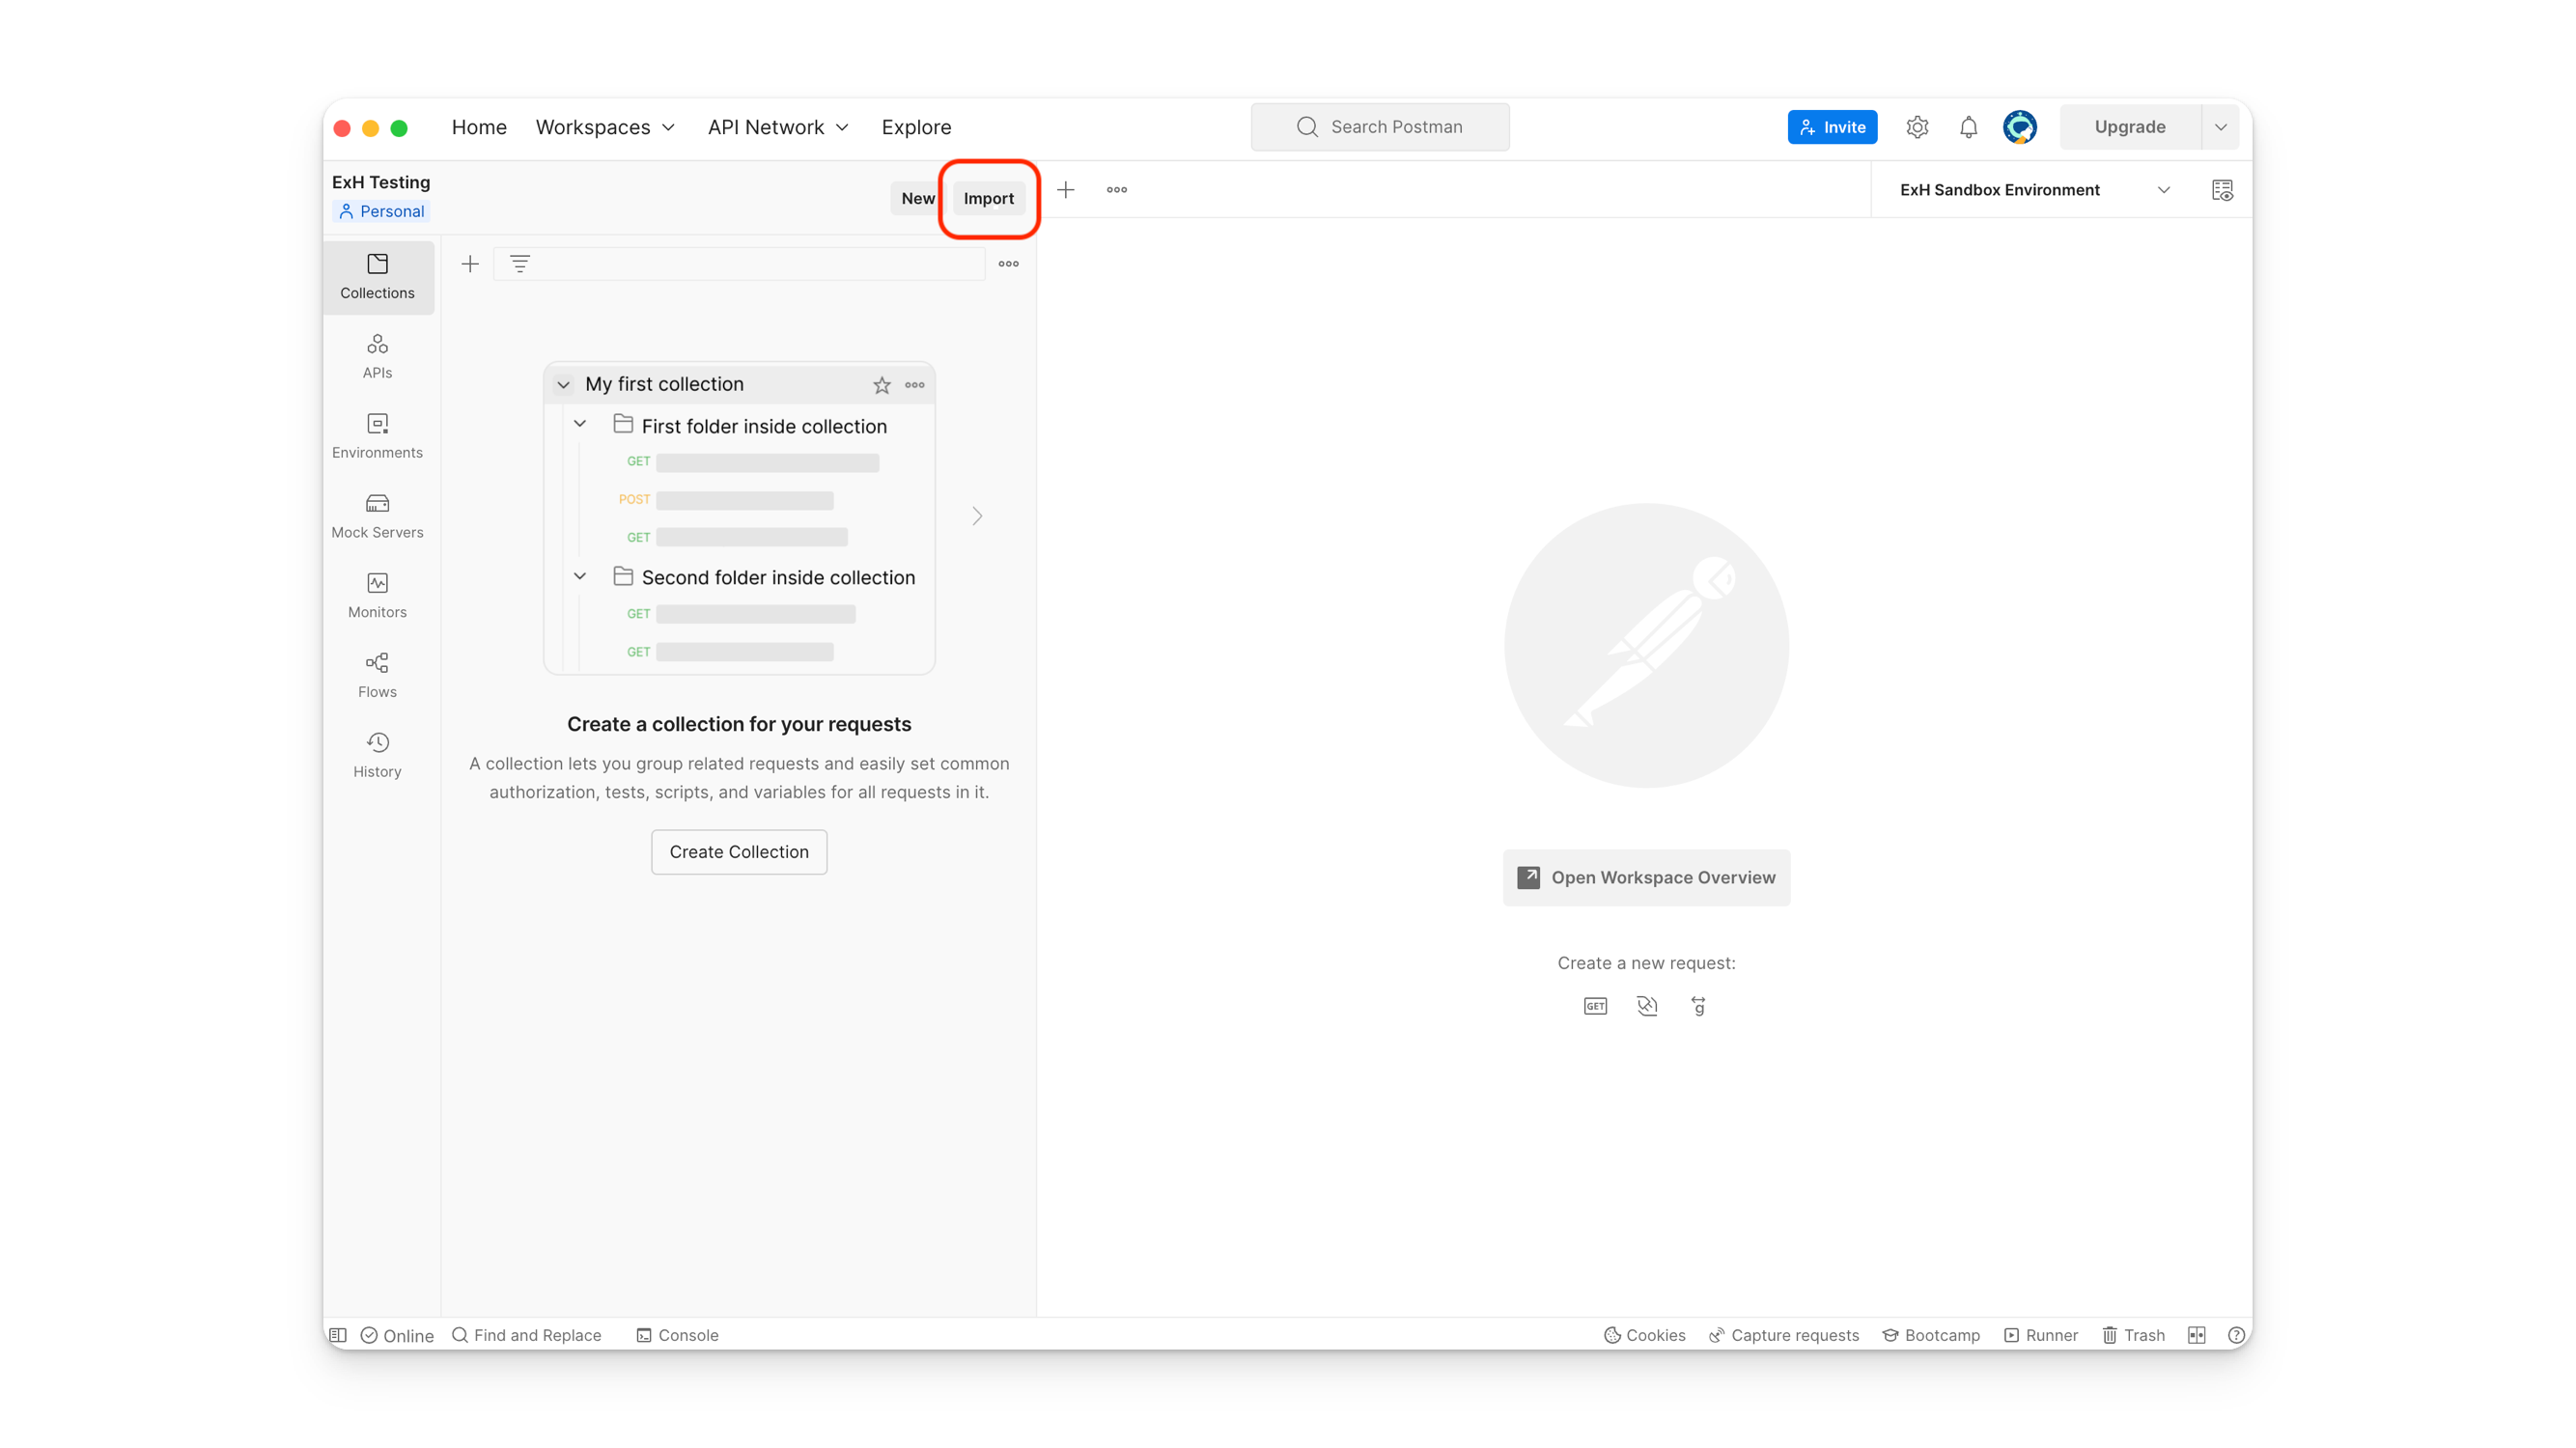 Home Workspaces API Network Explore Search Postman Invite Upgrade
ExH Testing
Personal
New Import
ExH Sandbox Environment
Collections
APIs
Environments
Mock Servers
Monitors
Flows
History
My first collection
First folder inside collection
GET
POST
GET
Second folder inside collection
GET
GET
Create a collection for your requests
A collection lets you group related requests and easily set common
authorization, tests, scripts, and variables for all requests in it.
Create Collection
Open Workspace Overview
Create a new request:
GET g
Online Find and Replace Console Cookies Capture requests Bootcamp Runner Trash